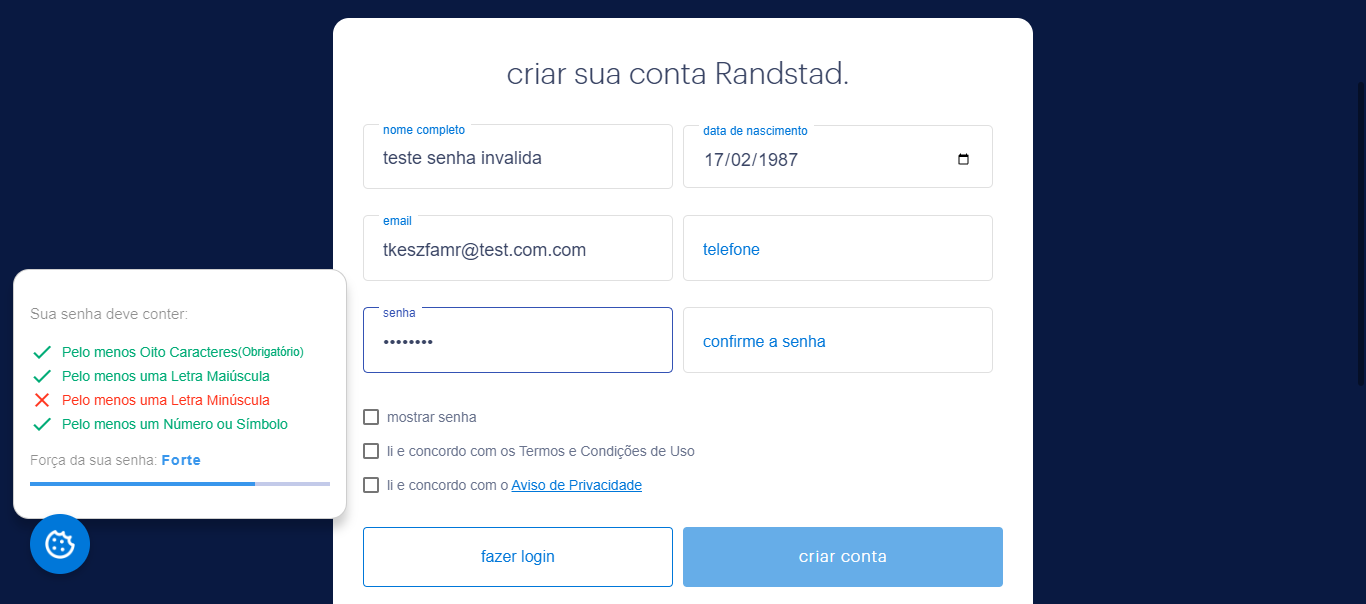 criar sua conta Randstad.
nome completo
teste senha invalida
data de nascimento
17/02/1987
email
tkeszfamr@test.com.com
telefone
senha
••••••••
confirme a senha
Sua senha deve conter:
Pelo menos Oito Caracteres(Obrigatório)
Pelo menos uma Letra Maiúscula
Pelo menos uma Letra Minúscula
Pelo menos um Número ou Símbolo
Força da sua senha: Forte
mostrar senha
li e concordo com os Termos e Condições de Uso
li e concordo com o Aviso de Privacidade
fazer login
criar conta